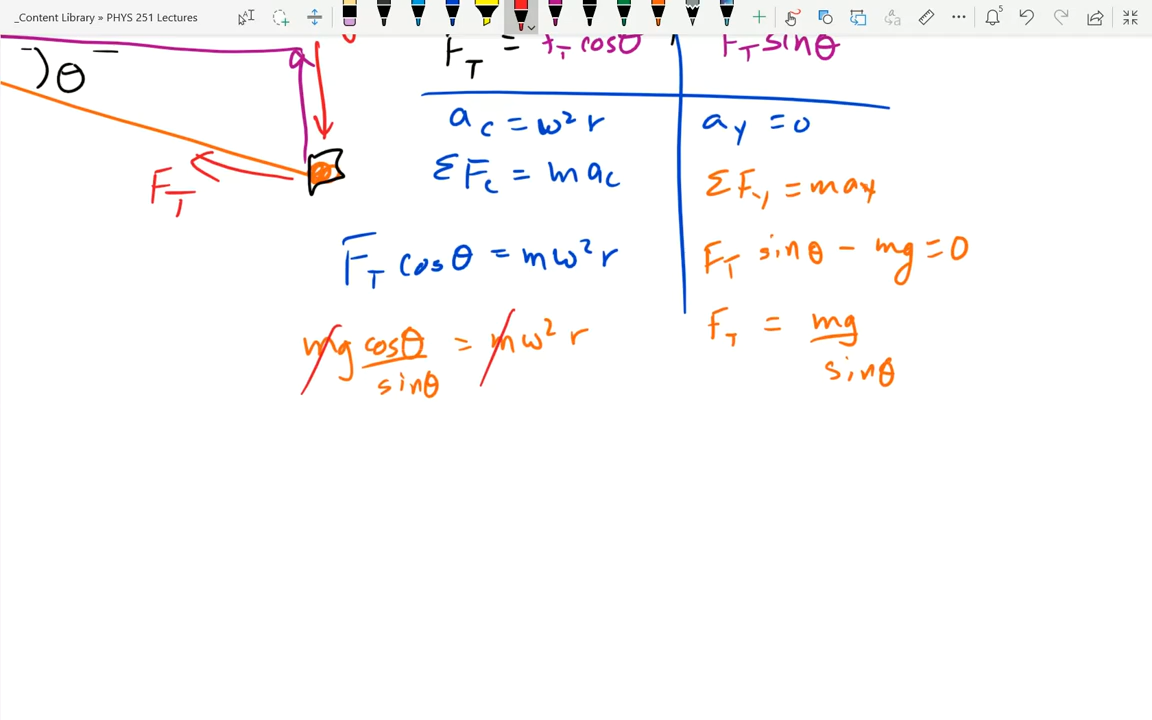 _Content Library » PHYS 251 Lectures
5
θ
F_T = F_T cosθ
F_T sinθ
F_T
a_c = ω² r
a_y = 0
ΣF_c = m a_c
ΣF_y = m a_y
F_T cosθ = mω² r
F_T sinθ − mg = 0
mg cosθ/sinθ = mω² r
F_T = mg/sinθ